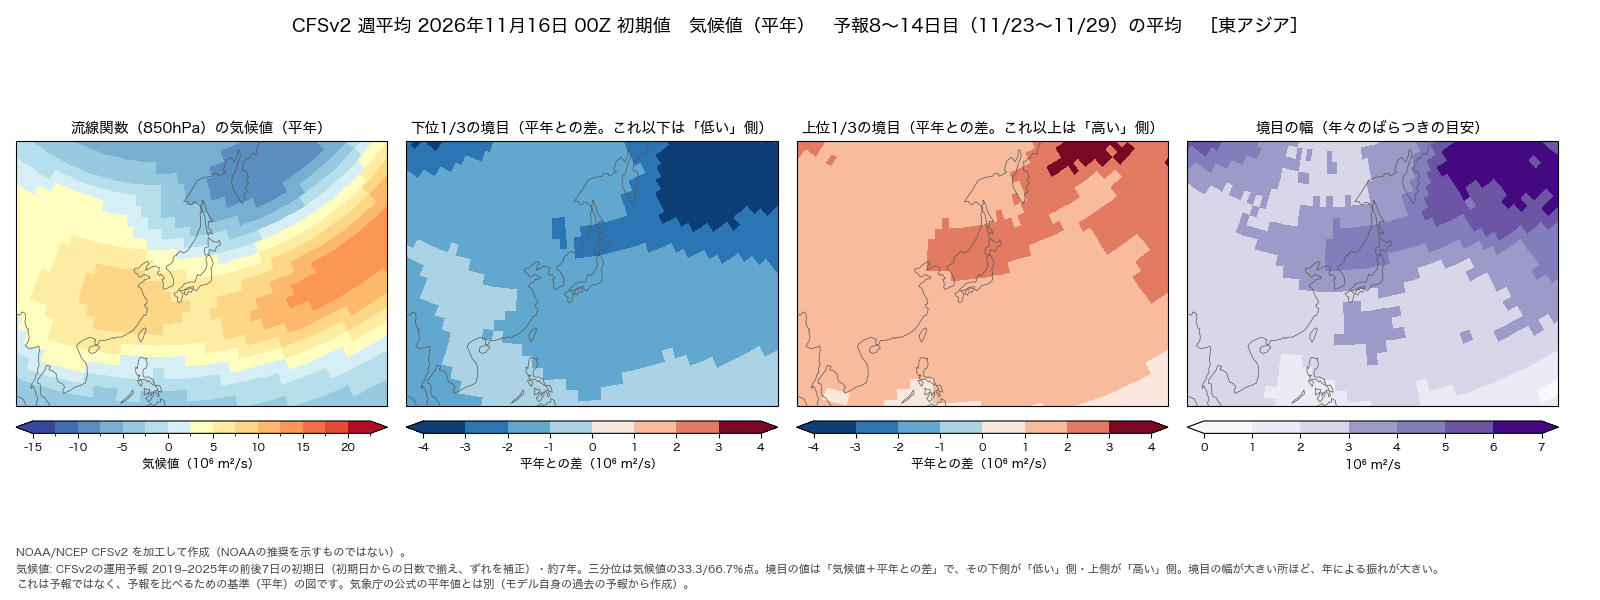 CFSv2 週平均 2026年11月16日 00Z 初期値　気候値（平年）　予報8〜14日目（11/23〜11/29）の平均　［東アジア］
流線関数（850hPa）の気候値（平年）
下位1/3の境目（平年との差。これ以下は「低い」側）
上位1/3の境目（平年との差。これ以上は「高い」側）
境目の幅（年々のばらつきの目安）
-15 -10 -5 0 5 10 15 20
気候値（10⁶ m²/s）
-4 -3 -2 -1 0 1 2 3 4
平年との差（10⁶ m²/s）
-4 -3 -2 -1 0 1 2 3 4
平年との差（10⁶ m²/s）
0 1 2 3 4 5 6 7
10⁶ m²/s
NOAA/NCEP CFSv2 を加工して作成（NOAAの推奨を示すものではない）。
気候値: CFSv2の運用予報 2019–2025年の前後7日の初期日（初期日からの日数で揃え、ずれを補正）・約7年。三分位は気候値の33.3/66.7%点。境目の値は「気候値＋平年との差」で、その下側が「低い」側・上側が「高い」側。境目の幅が大きい所ほど、年による振れが大きい。
これは予報ではなく、予報を比べるための基準（平年）の図です。気象庁の公式の平年値とは別（モデル自身の過去の予報から作成）。